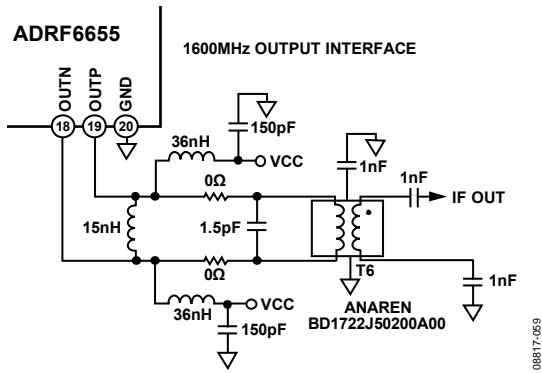 ADRF6655
1600MHz OUTPUT INTERFACE
OUTN
OUTP
GND
18
19
20
36nH
150pF
VCC
1nF
0Ω
1nF
IF OUT
15nH
1.5pF
0Ω
T6
1nF
36nH
VCC
150pF
ANAREN
BD1722J50200A00
08817-059